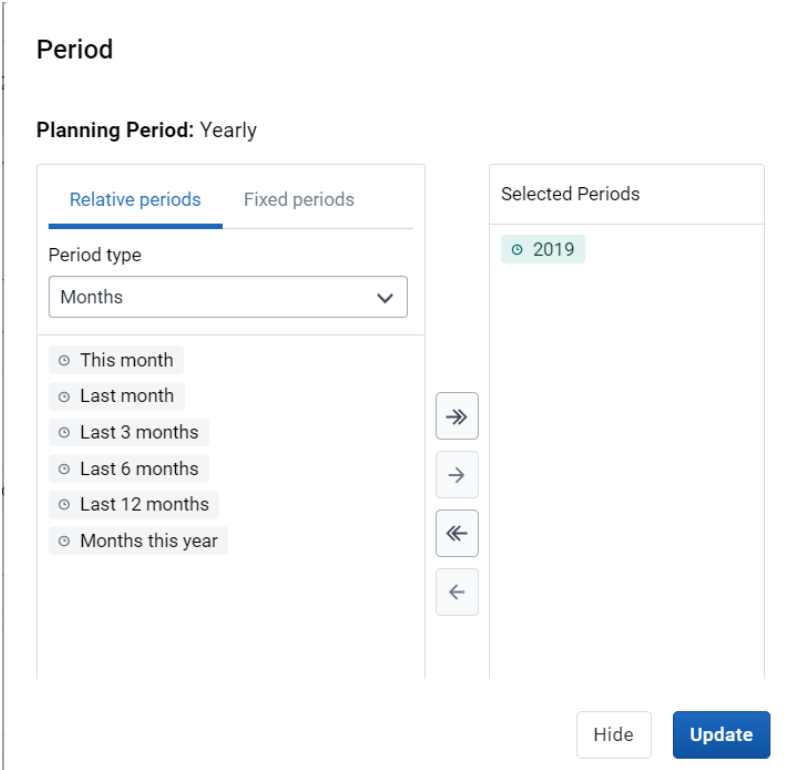 Period
Planning Period: Yearly
Relative periods
Fixed periods
Period type
Months
This month
Last month
Last 3 months
Last 6 months
Last 12 months
Months this year
Selected Periods
2019
Hide
Update